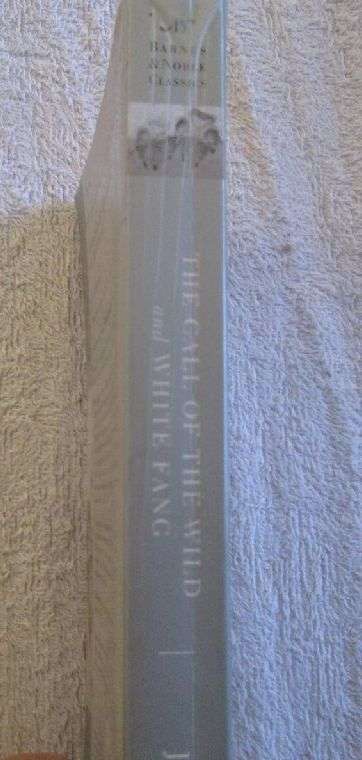 BARNES
& NOBLE
CLASSICS
THE CALL OF THE WILD
and WHITE FANG
J